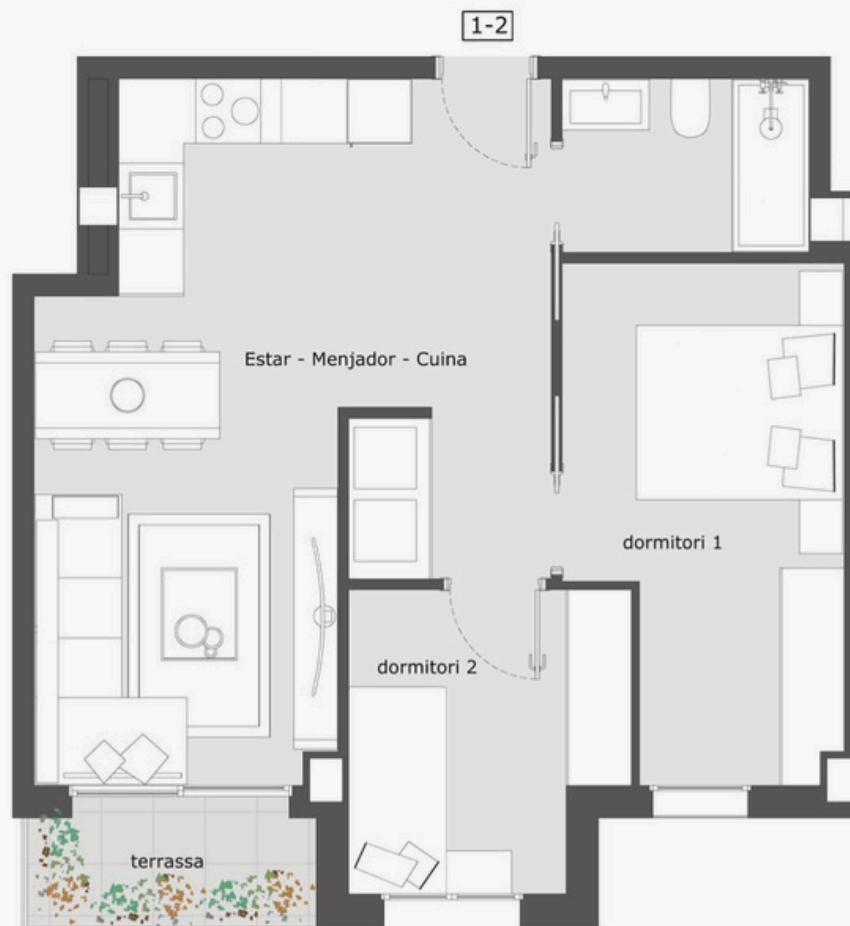 1-2
Estar - Menjador - Cuina
dormitori 1
dormitori 2
terrassa